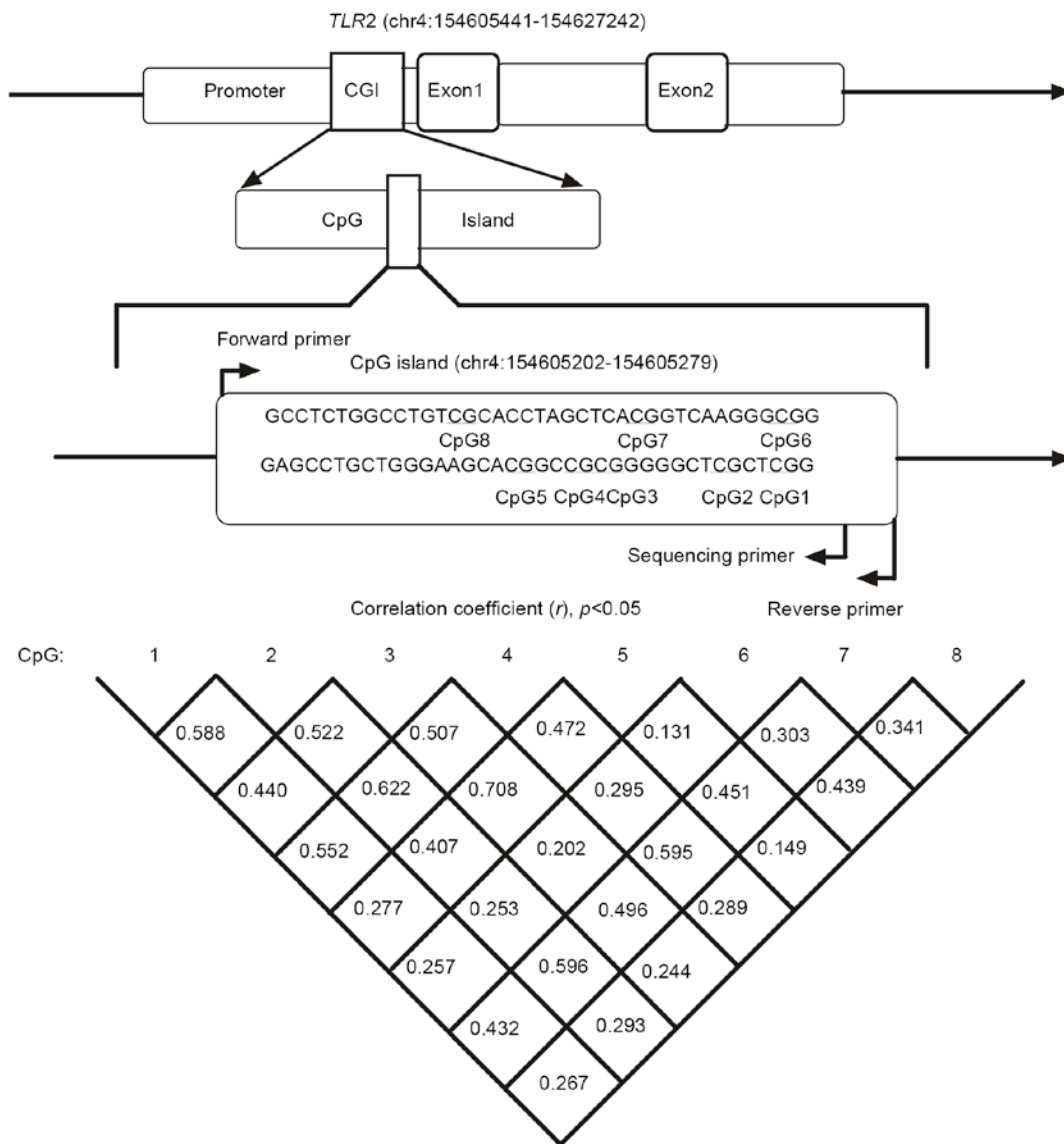 TLR2 (chr4:154605441-154627242)
Promoter CGI Exon1 Exon2
CpG Island
Forward primer
CpG island (chr4:154605202-154605279)
GCCTCTGGCCTGTCGCACCTAGCTCACGGTCAAGGGCGG
CpG8 CpG7 CpG6
GAGCCTGCTGGGAAGCACGGCCGCGGGGGCTCGCTCGG
CpG5 CpG4CpG3 CpG2 CpG1
Sequencing primer
Reverse primer
Correlation coefficient (r), p<0.05
CpG: 1 2 3 4 5 6 7 8
0.588 0.522 0.507 0.472 0.131 0.303 0.341
0.440 0.622 0.708 0.295 0.451 0.439
0.552 0.407 0.202 0.595 0.149
0.277 0.253 0.496 0.289
0.257 0.596 0.244
0.432 0.293
0.267